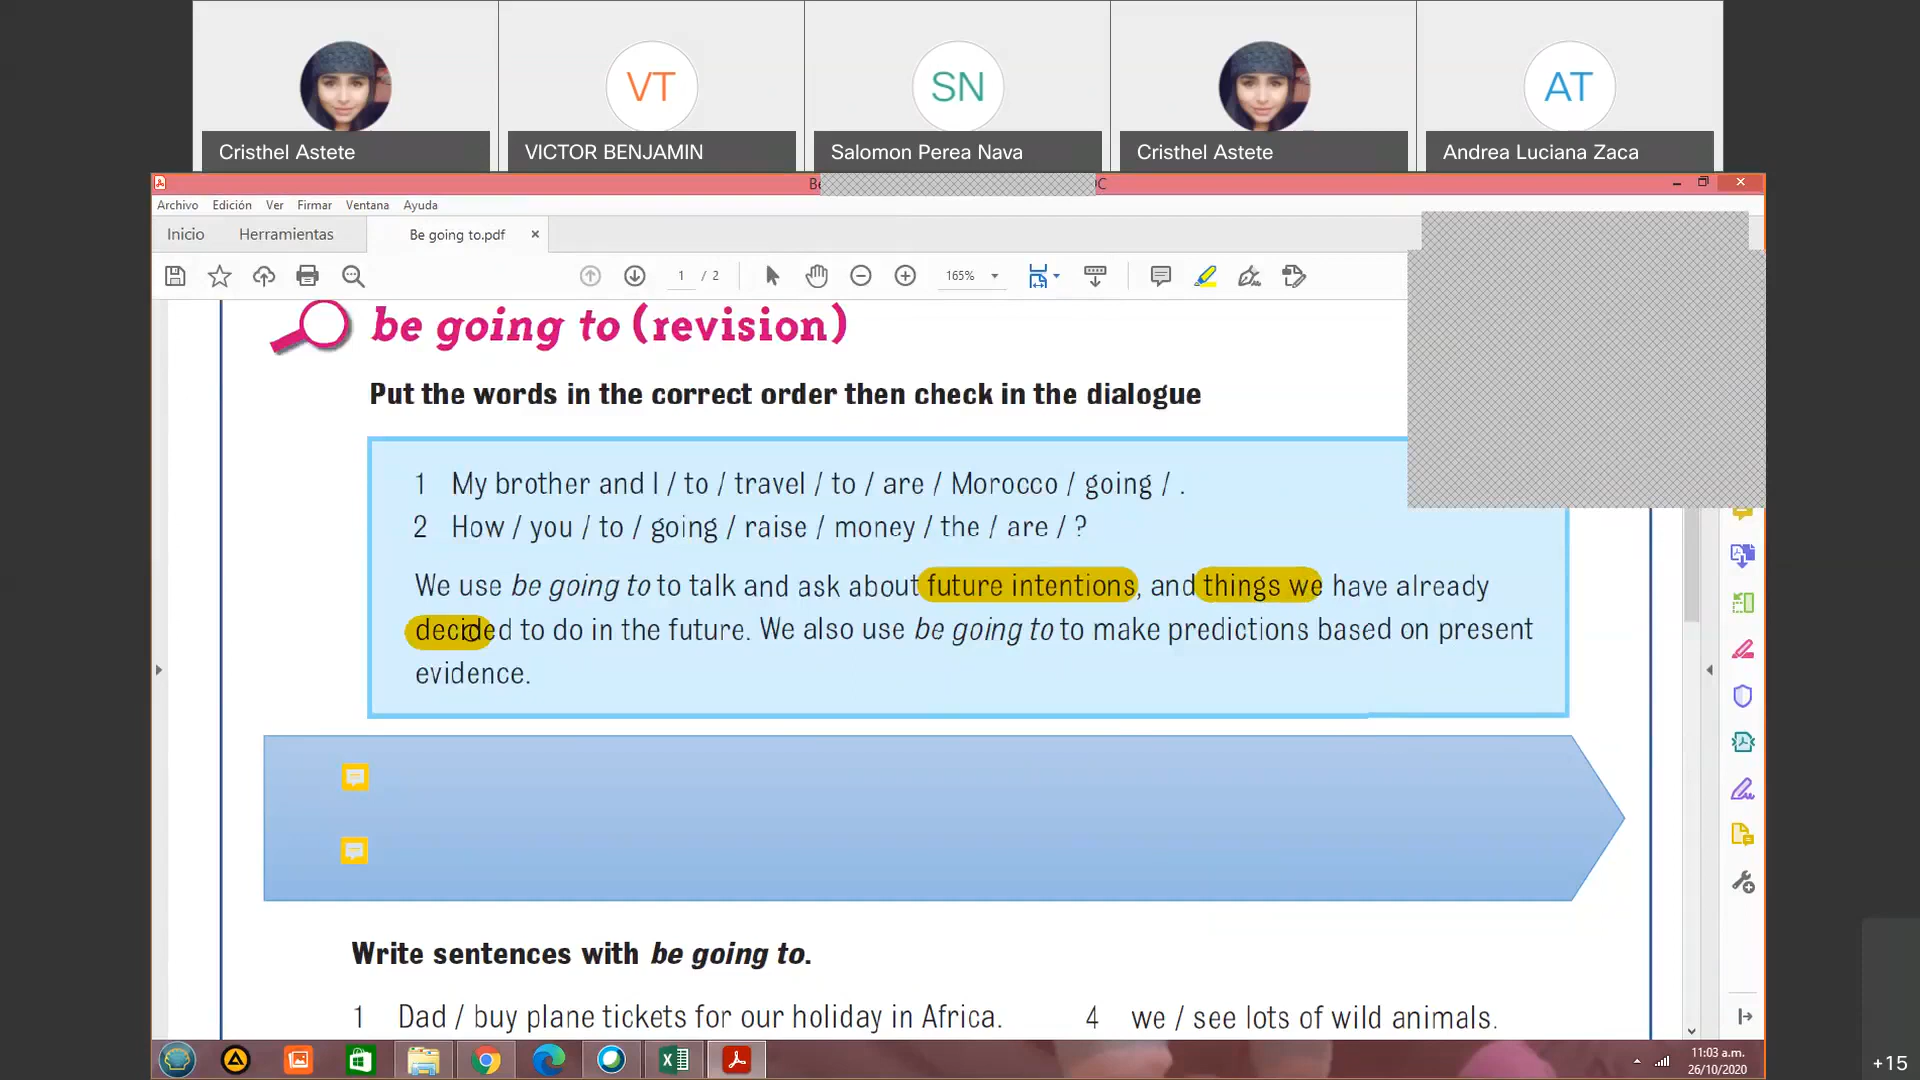 VT
SN
AT
Cristhel Astete
VICTOR BENJAMIN
Salomon Perea Nava
Cristhel Astete
Andrea Luciana Zaca
Archivo Edición Ver Firmar Ventana Ayuda
Inicio Herramientas Be going to.pdf ×
1 / 2 165%
be going to (revision)
Put the words in the correct order then check in the dialogue
1 My brother and I / to / travel / to / are / Morocco / going / .
2 How / you / to / going / raise / money / the / are / ?
We use be going to to talk and ask about future intentions, and things we have already
decided to do in the future. We also use be going to to make predictions based on present
evidence.
Write sentences with be going to.
1 Dad / buy plane tickets for our holiday in Africa.
4 we / see lots of wild animals.
11:03 a.m.
26/10/2020
+15